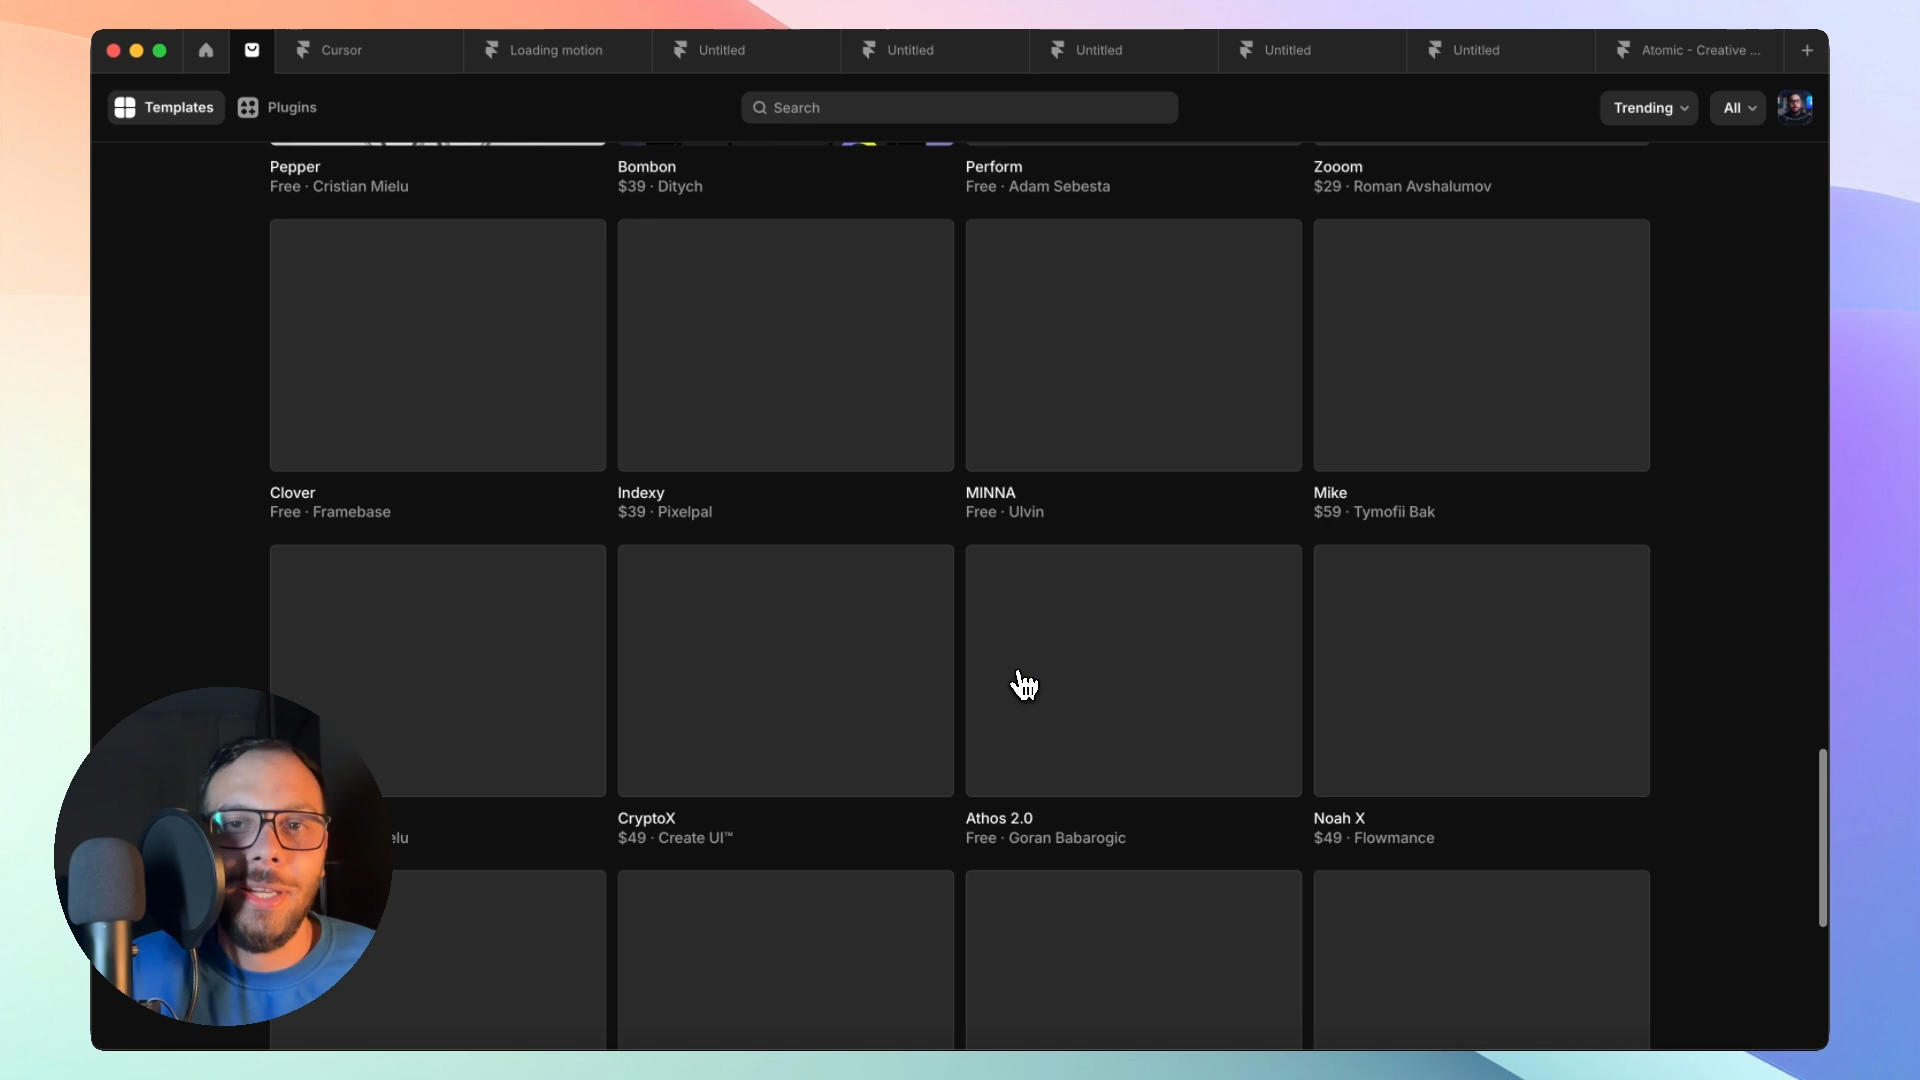 Cursor
Loading motion
Untitled
Untitled
Untitled
Untitled
Untitled
Atomic - Creative ...
Templates
Plugins
Search
Trending
All
Pepper
Free · Cristian Mielu
Bombon
$39 · Ditych
Perform
Free · Adam Sebesta
Zooom
$29 · Roman Avshalumov
Clover
Free · Framebase
Indexy
$39 · Pixelpal
MINNA
Free · Ulvin
Mike
$59 · Tymofii Bak
elu
CryptoX
$49 · Create UI™
Athos 2.0
Free · Goran Babarogic
Noah X
$49 · Flowmance